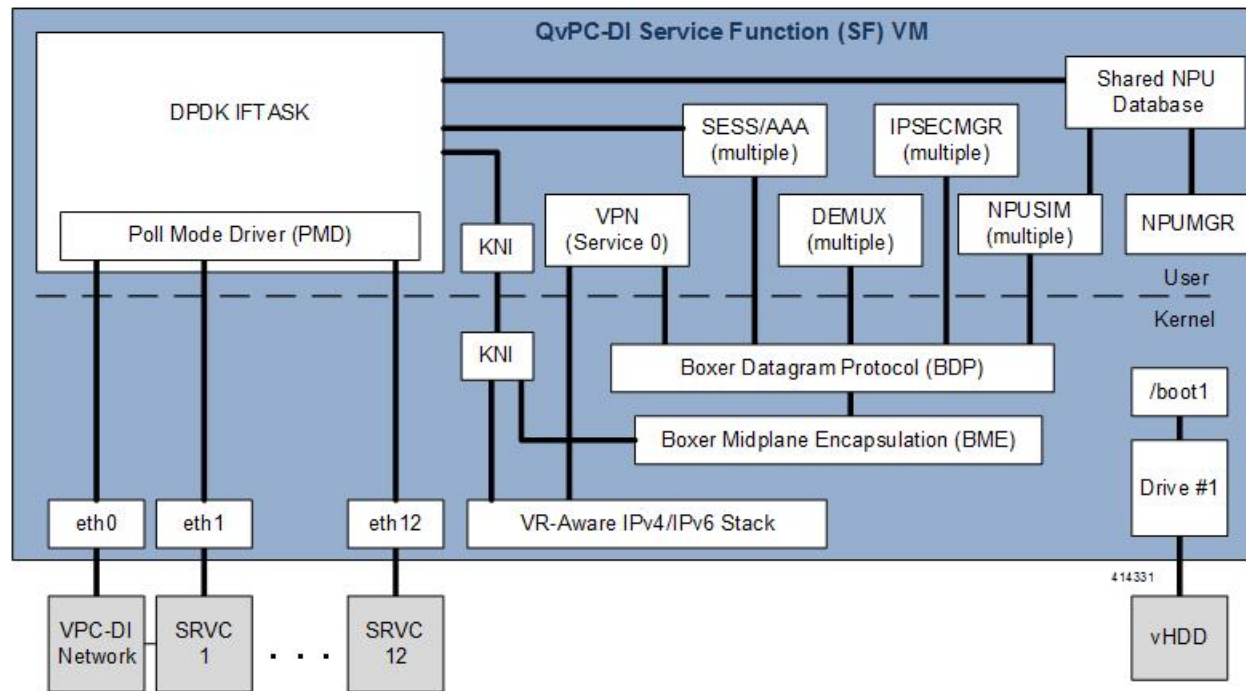 QvPC-DI Service Function (SF) VM
DPDK IFTASK
Poll Mode Driver (PMD)
Shared NPU
Database
SESS/AAA
(multiple)
IPSECMGR
(multiple)
KNI
VPN
(Service 0)
DEMUX
(multiple)
NPUSIM
(multiple)
NPUMGR
User
Kernel
KNI
Boxer Datagram Protocol (BDP)
/boot1
Boxer Midplane Encapsulation (BME)
Drive #1
eth0
eth1
eth12
VR-Aware IPv4/IPv6 Stack
414331
VPC-DI
Network
SRVC
1
. . .
SRVC
12
vHDD